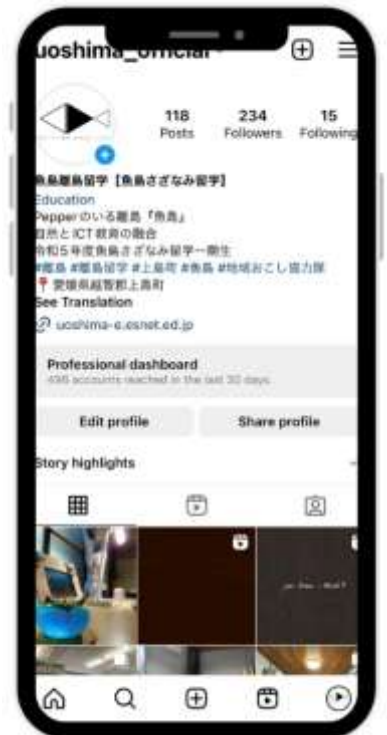 uoshima_official
118 234 15
Posts Followers Following
魚島離島留学【魚島さざなみ留学】
Education
Pepperのいる離島『魚島』
自然とICT教育の融合
令和5年度魚島さざなみ留学一期生
#離島 #離島留学 #上島町 #魚島 #地域おこし協力隊
愛媛県越智郡上島町
See Translation
uoshima-e.esnet.ed.jp
Professional dashboard
accounts reached in the last 30 days.
Edit profile Share profile
Story highlights